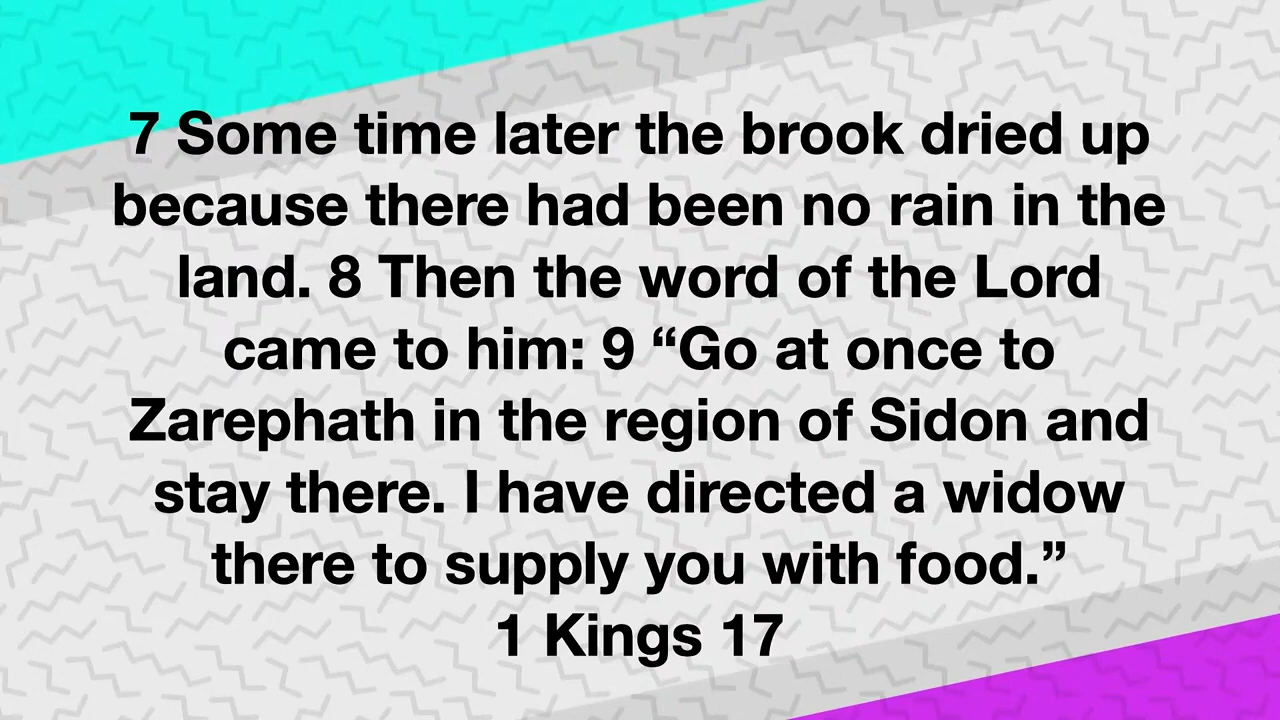 7 Some time later the brook dried up
because there had been no rain in the
land. 8 Then the word of the Lord
came to him: 9 “Go at once to
Zarephath in the region of Sidon and
stay there. I have directed a widow
there to supply you with food.”
1 Kings 17